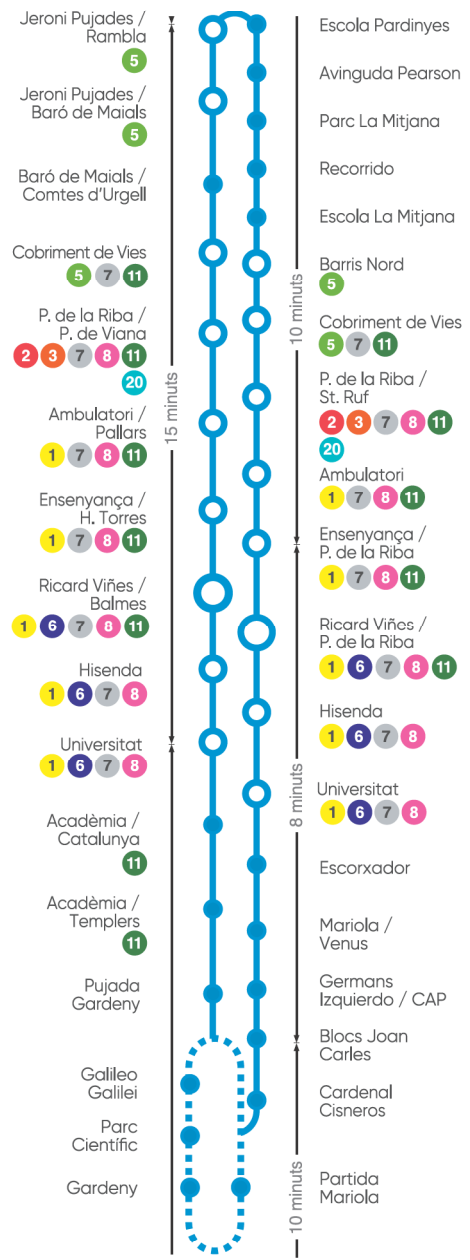 Jeroni Pujades /
Rambla
5
Jeroni Pujades /
Baró de Maials
5
Baró de Maials /
Comtes d'Urgell
Cobriment de Vies
5 7 11
P. de la Riba /
P. de Viana
2 3 7 8 11
20
Ambulatori /
Pallars
1 7 8 11
Ensenyança /
H. Torres
1 7 8 11
Ricard Viñes /
Balmes
1 6 7 8 11
Hisenda
1 6 7 8
Universitat
1 6 7 8
Acadèmia /
Catalunya
11
Acadèmia /
Templers
11
Pujada
Gardeny
Galileo
Galilei
Parc
Científic
Gardeny
15 minuts
Escola Pardinyes
Avinguda Pearson
Parc La Mitjana
Recorrido
Escola La Mitjana
Barris Nord
5
Cobriment de Vies
5 7 11
P. de la Riba /
St. Ruf
2 3 7 8 11
20
Ambulatori
1 7 8 11
Ensenyança /
P. de la Riba
1 7 8 11
Ricard Viñes /
P. de la Riba
1 6 7 8 11
Hisenda
1 6 7 8
Universitat
1 6 7 8
Escorxador
Mariola /
Venus
Germans
Izquierdo / CAP
Blocs Joan
Carles
Cardenal
Cisneros
Partida
Mariola
10 minuts
8 minuts
10 minuts